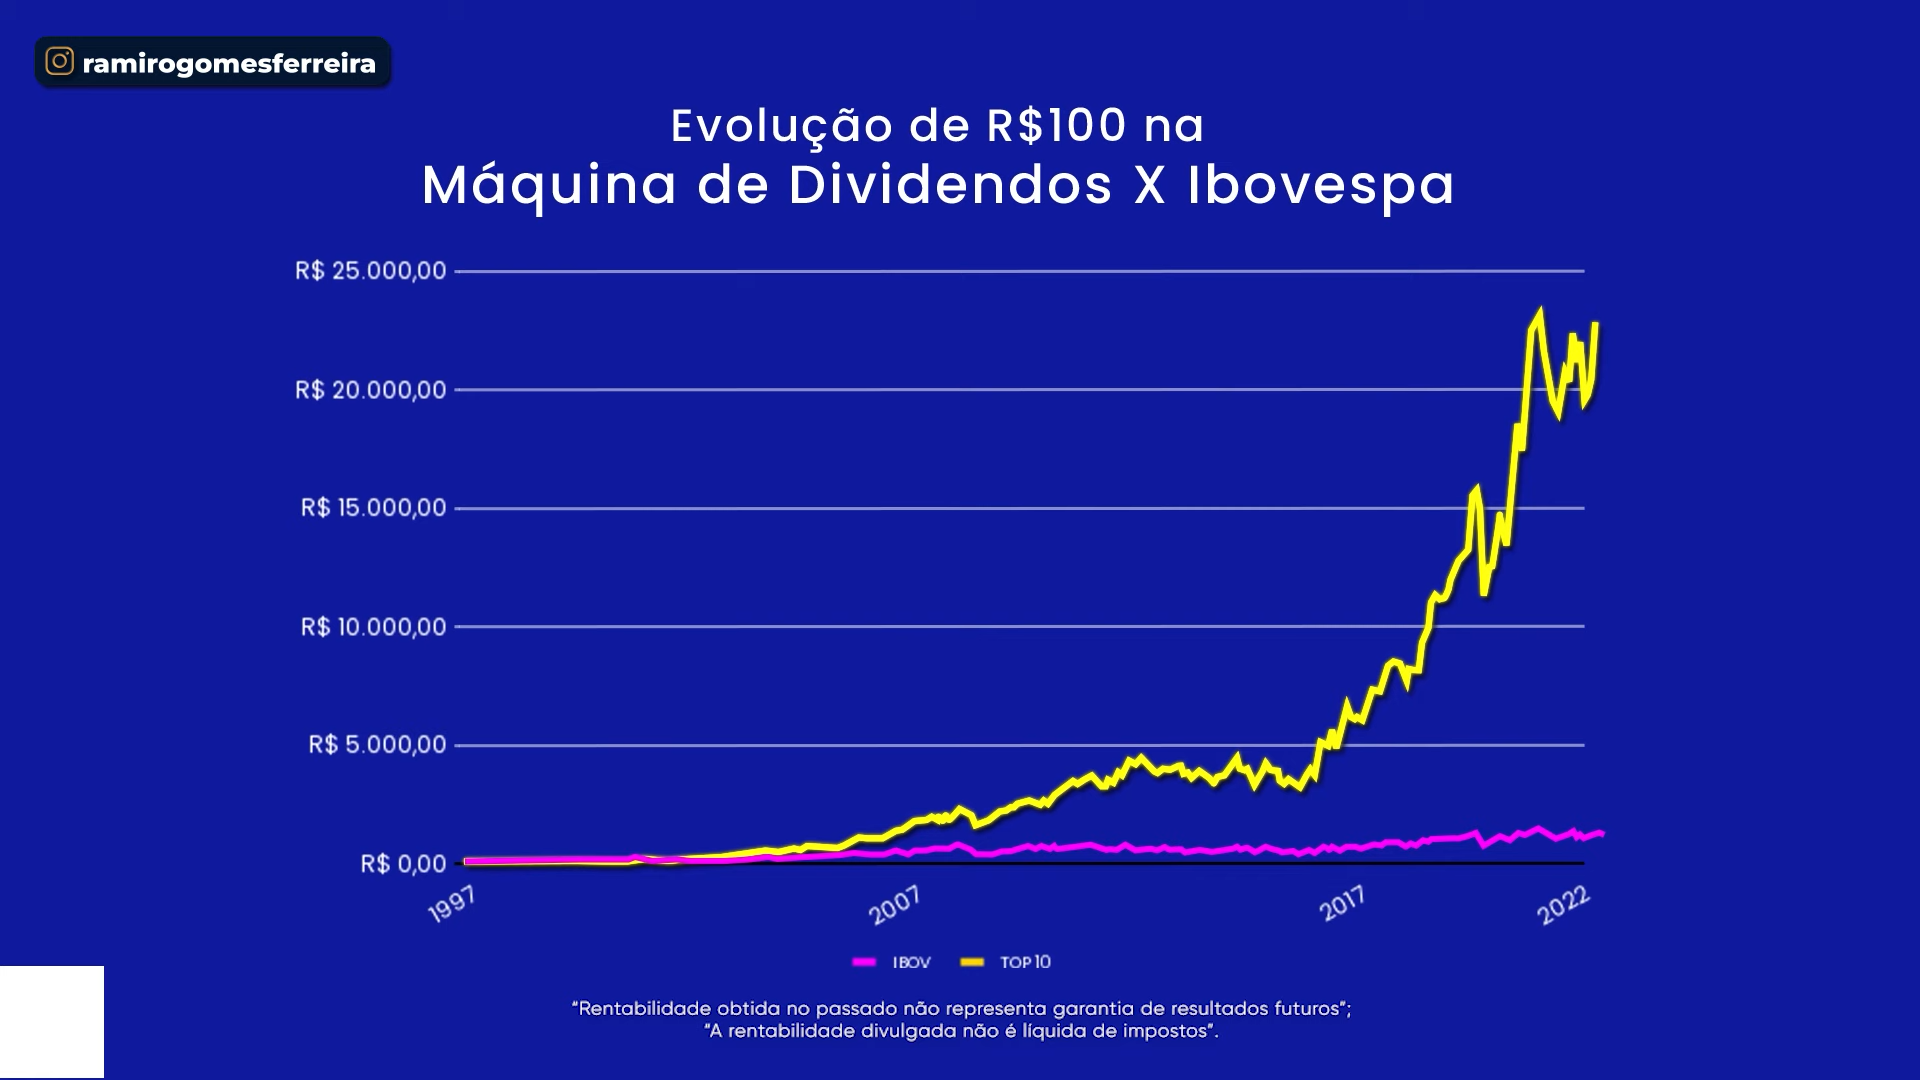 ramirogomesferreira
Evolução de R$100 na
Máquina de Dividendos X Ibovespa
R$ 25.000,00
R$ 20.000,00
R$ 15.000,00
R$ 10.000,00
R$ 5.000,00
R$ 0,00
1997
2007
2017
2022
IBOV
TOP 10
“Rentabilidade obtida no passado não representa garantia de resultados futuros”;
“A rentabilidade divulgada não é líquida de impostos”.